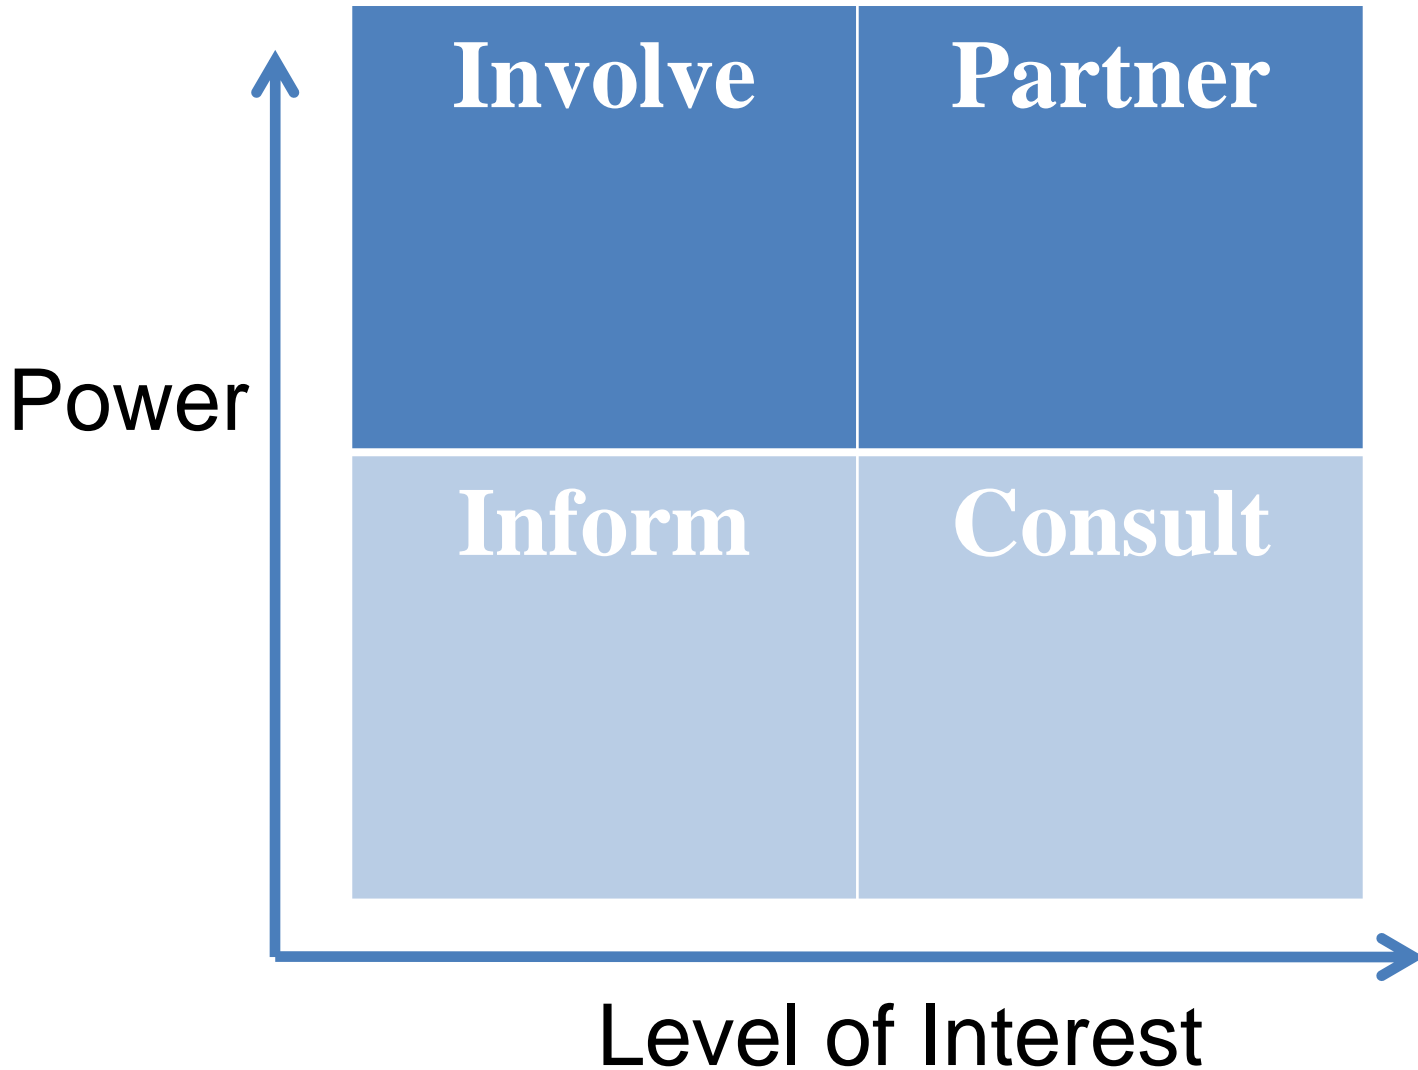 Involve
Partner
Power
Inform
Consult
Level of Interest